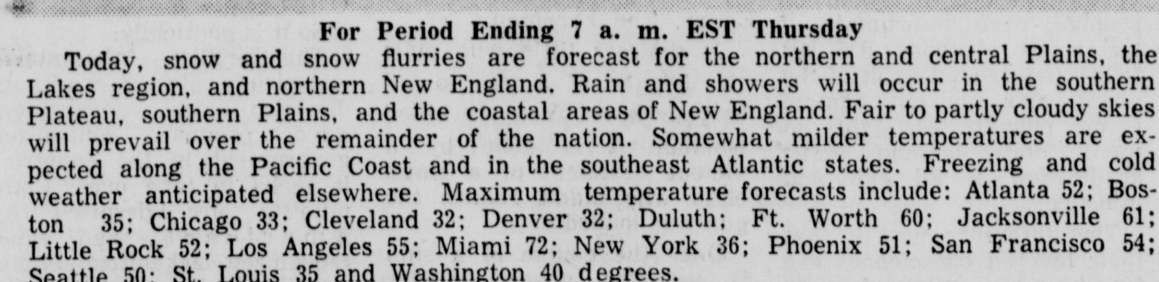 For Period Ending 7 a. m. EST Thursday
Today, snow and snow flurries are forecast for the northern and central Plains, the
Lakes region, and northern New England. Rain and showers will occur in the southern
Plateau, southern Plains, and the coastal areas of New England. Fair to partly cloudy skies
will prevail over the remainder of the nation. Somewhat milder temperatures are ex-
pected along the Pacific Coast and in the southeast Atlantic states. Freezing and cold
weather anticipated elsewhere. Maximum temperature forecasts include: Atlanta 52; Bos-
ton 35; Chicago 33; Cleveland 32; Denver 32; Duluth; Ft. Worth 60; Jacksonville 61;
Little Rock 52; Los Angeles 55; Miami 72; New York 36; Phoenix 51; San Francisco 54;
Seattle 50; St. Louis 35 and Washington 40 degrees.